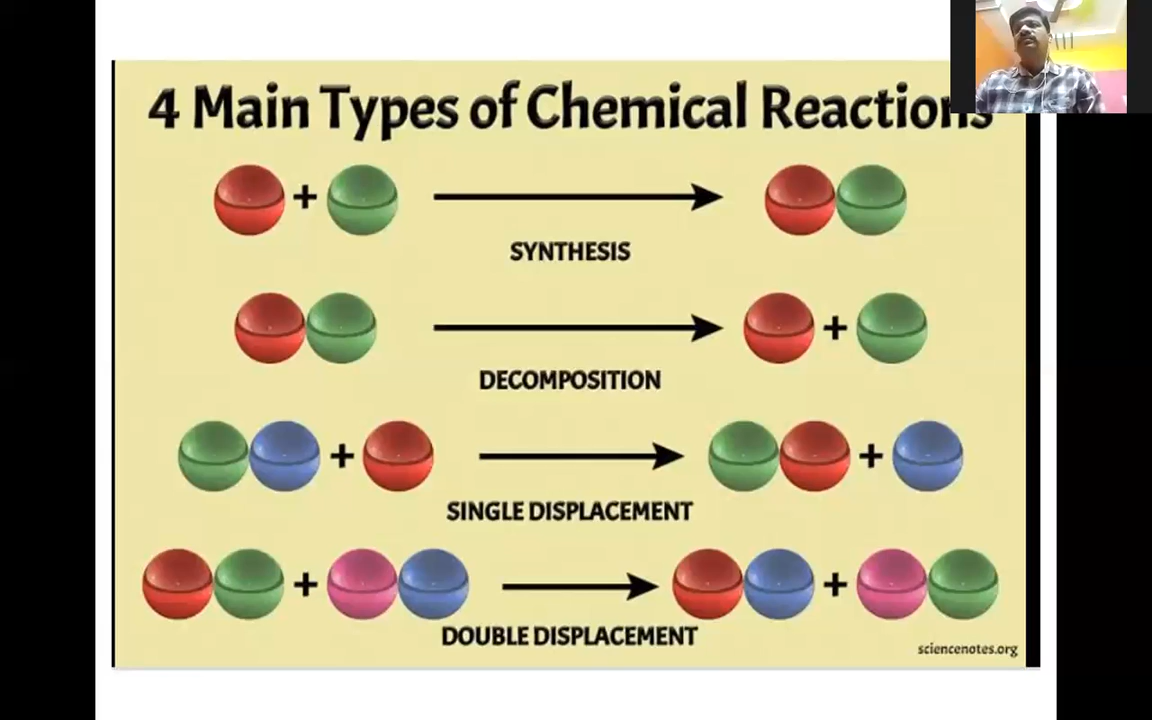 4 Main Types of Chemical Reactions
+
SYNTHESIS
+
DECOMPOSITION
+ +
SINGLE DISPLACEMENT
+ +
DOUBLE DISPLACEMENT
sciencenotes.org